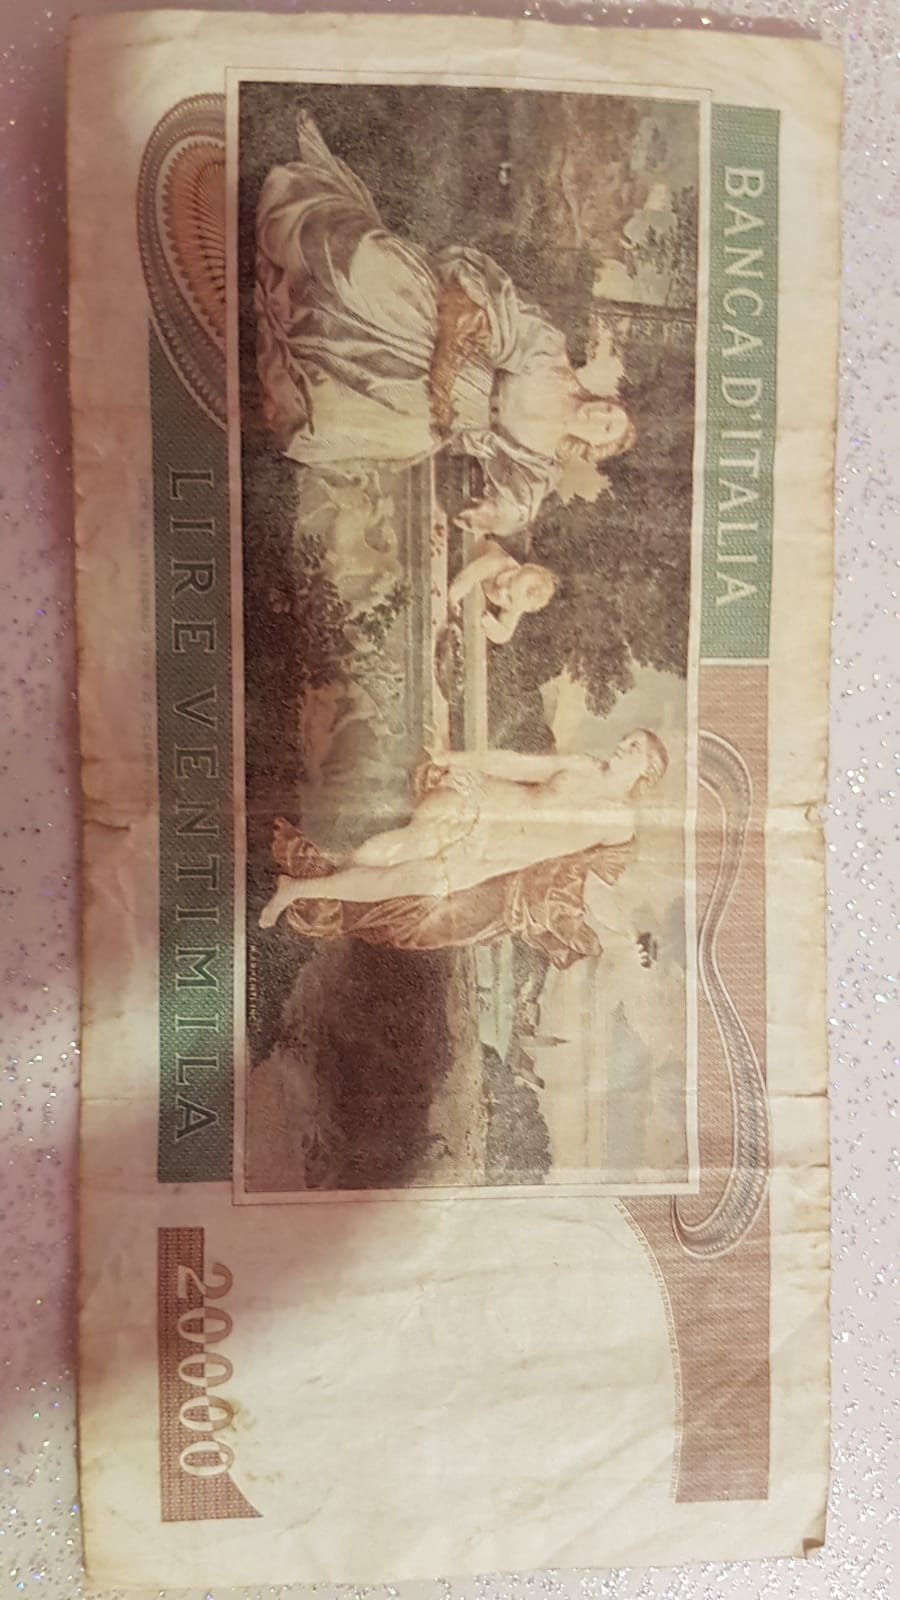 BANCA D'ITALIA
LIRE VENTIMILA
20000